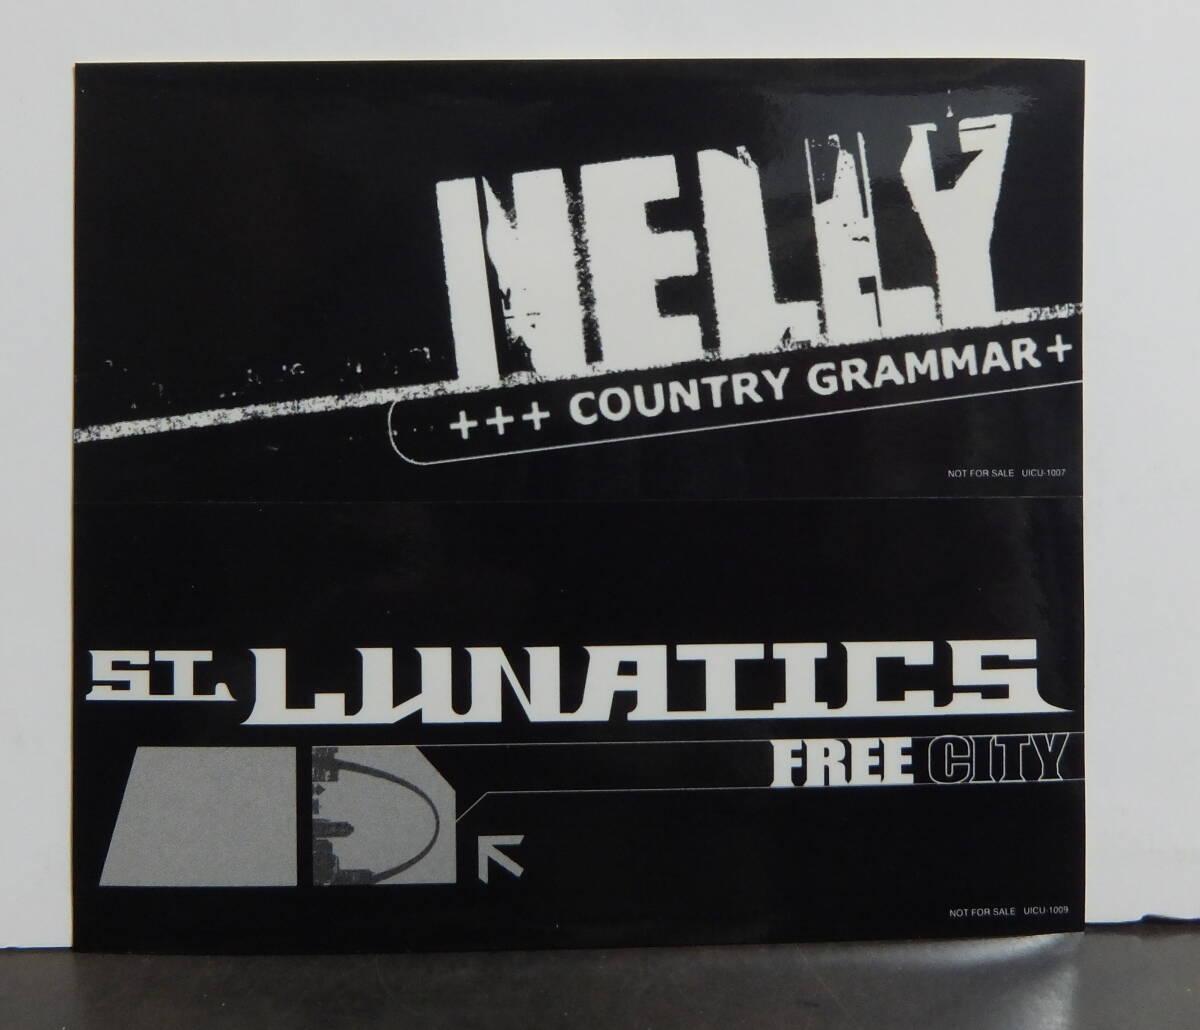 NELLY
+++ COUNTRY GRAMMAR +
NOT FOR SALE UICU-1007
ST. LUNATICS
FREE CITY
NOT FOR SALE UICU-1009